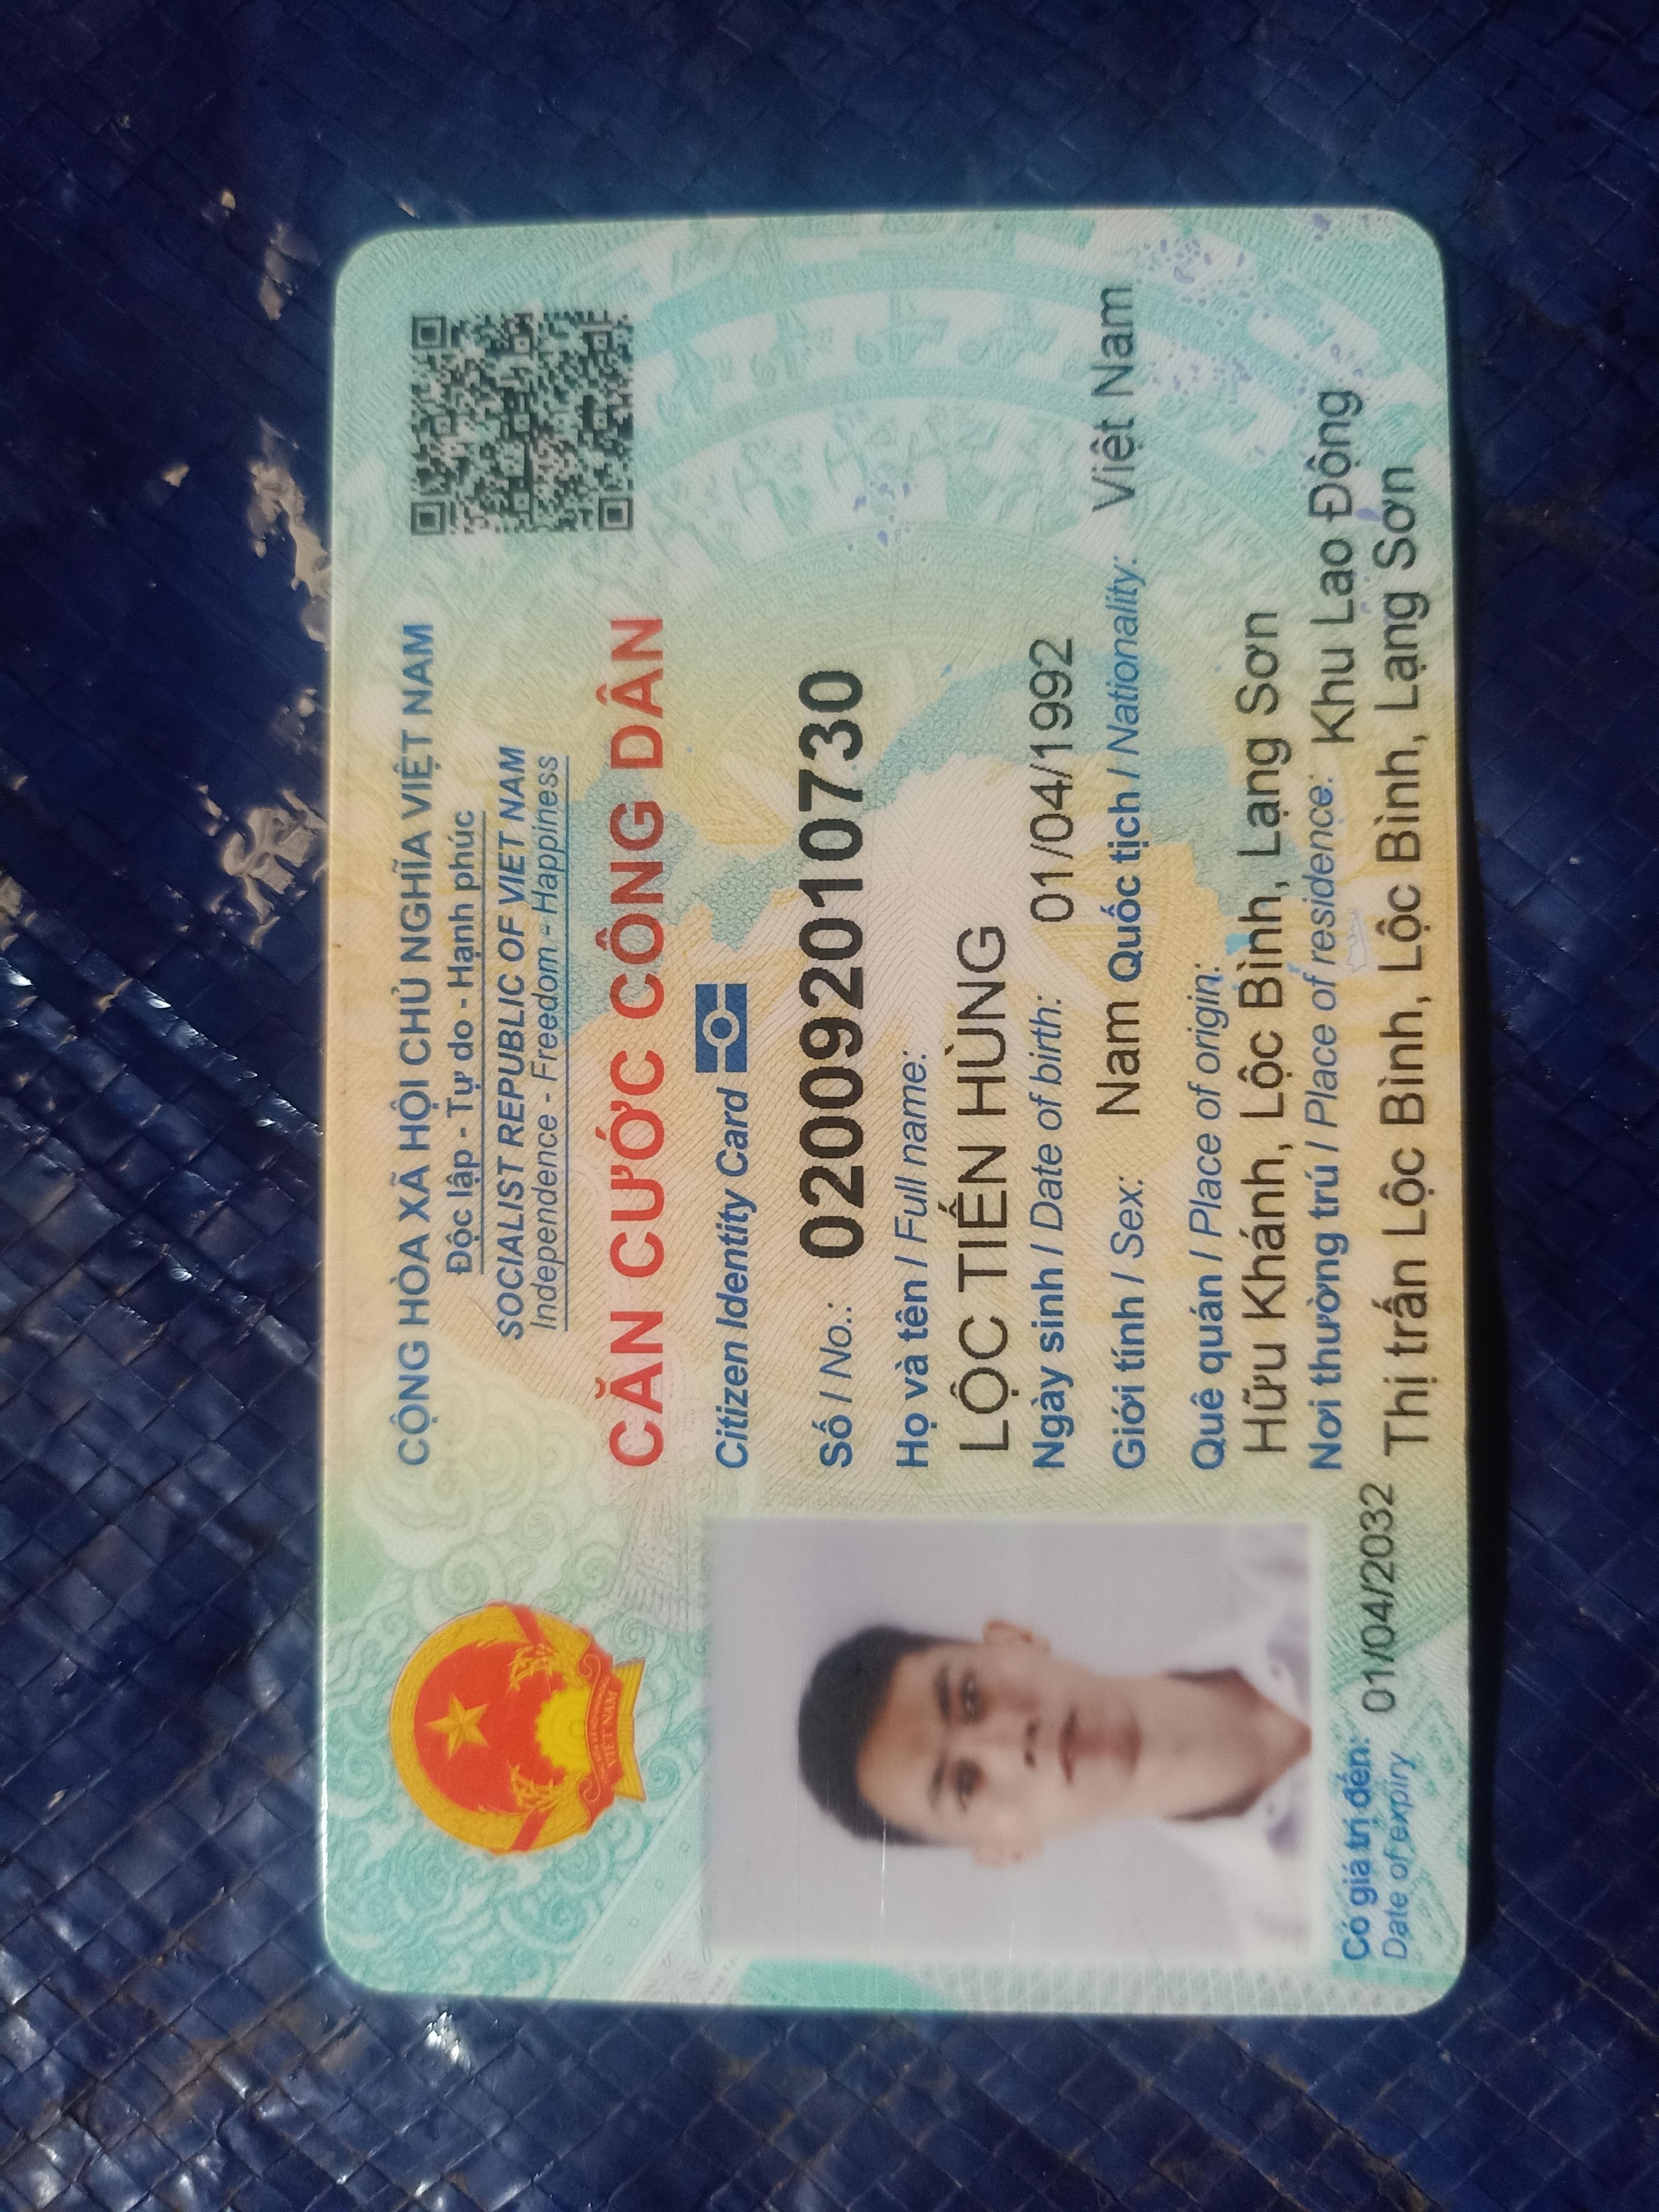 CỘNG HÒA XÃ HỘI CHỦ NGHĨA VIỆT NAM
Độc lập - Tự do - Hạnh phúc
SOCIALIST REPUBLIC OF VIET NAM
Independence - Freedom - Happiness
CĂN CƯỚC CÔNG DÂN
Citizen Identity Card
Số / No.: 020092010730
Họ và tên / Full name:
LỘC TIẾN HÙNG
Ngày sinh / Date of birth: 01/04/1992
Giới tính / Sex: Nam Quốc tịch / Nationality: Việt Nam
Quê quán / Place of origin:
Hữu Khánh, Lộc Bình, Lạng Sơn
Nơi thường trú / Place of residence: Khu Lao Động
Thị trấn Lộc Bình, Lộc Bình, Lạng Sơn
Có giá trị đến: 01/04/2032
Date of expiry